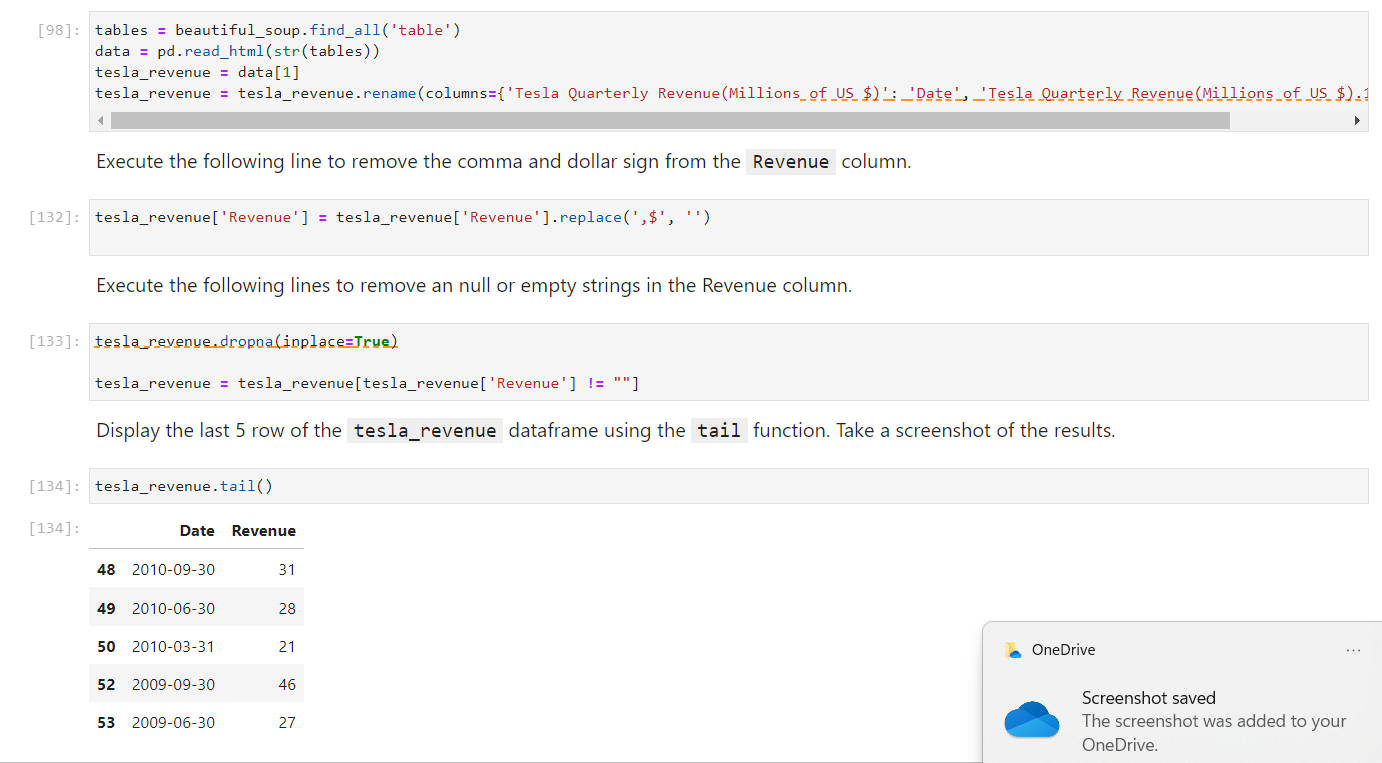 [98]: tables = beautiful_soup.find_all('table')
data = pd.read_html(str(tables))
tesla_revenue = data[1]
tesla_revenue = tesla_revenue.rename(columns={'Tesla Quarterly Revenue(Millions of US $)': 'Date', 'Tesla Quarterly Revenue(Millions of US $).1
Execute the following line to remove the comma and dollar sign from the Revenue column.
[132]: tesla_revenue['Revenue'] = tesla_revenue['Revenue'].replace(',$', '')
Execute the following lines to remove an null or empty strings in the Revenue column.
[133]: tesla_revenue.dropna(inplace=True)
tesla_revenue = tesla_revenue[tesla_revenue['Revenue'] != ""]
Display the last 5 row of the tesla_revenue dataframe using the tail function. Take a screenshot of the results.
[134]: tesla_revenue.tail()
[134]: Date Revenue
48 2010-09-30 31
49 2010-06-30 28
50 2010-03-31 21
52 2009-09-30 46
53 2009-06-30 27
OneDrive ...
Screenshot saved
The screenshot was added to your
OneDrive.